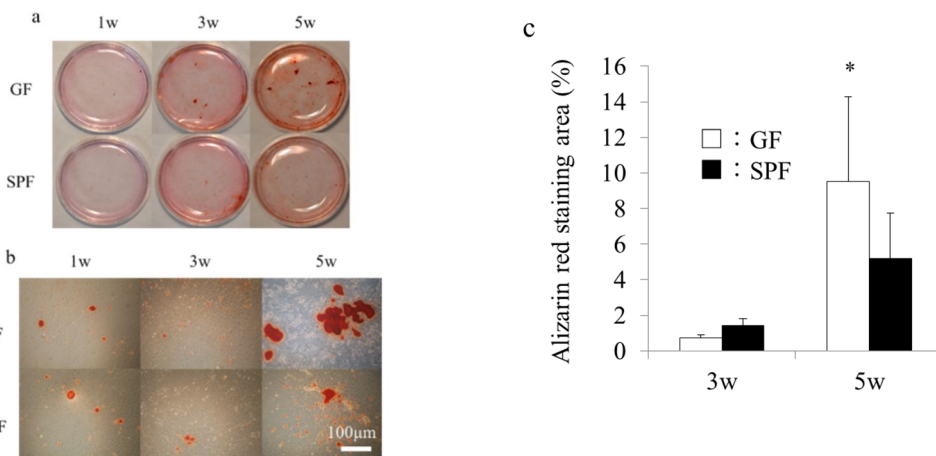 a
1w 3w 5w
GF
SPF
b
1w 3w 5w
F
F
100μm
c
Alizarin red staining area (%)
16
14
12
10
8
6
4
2
0
*
: GF
: SPF
3w 5w